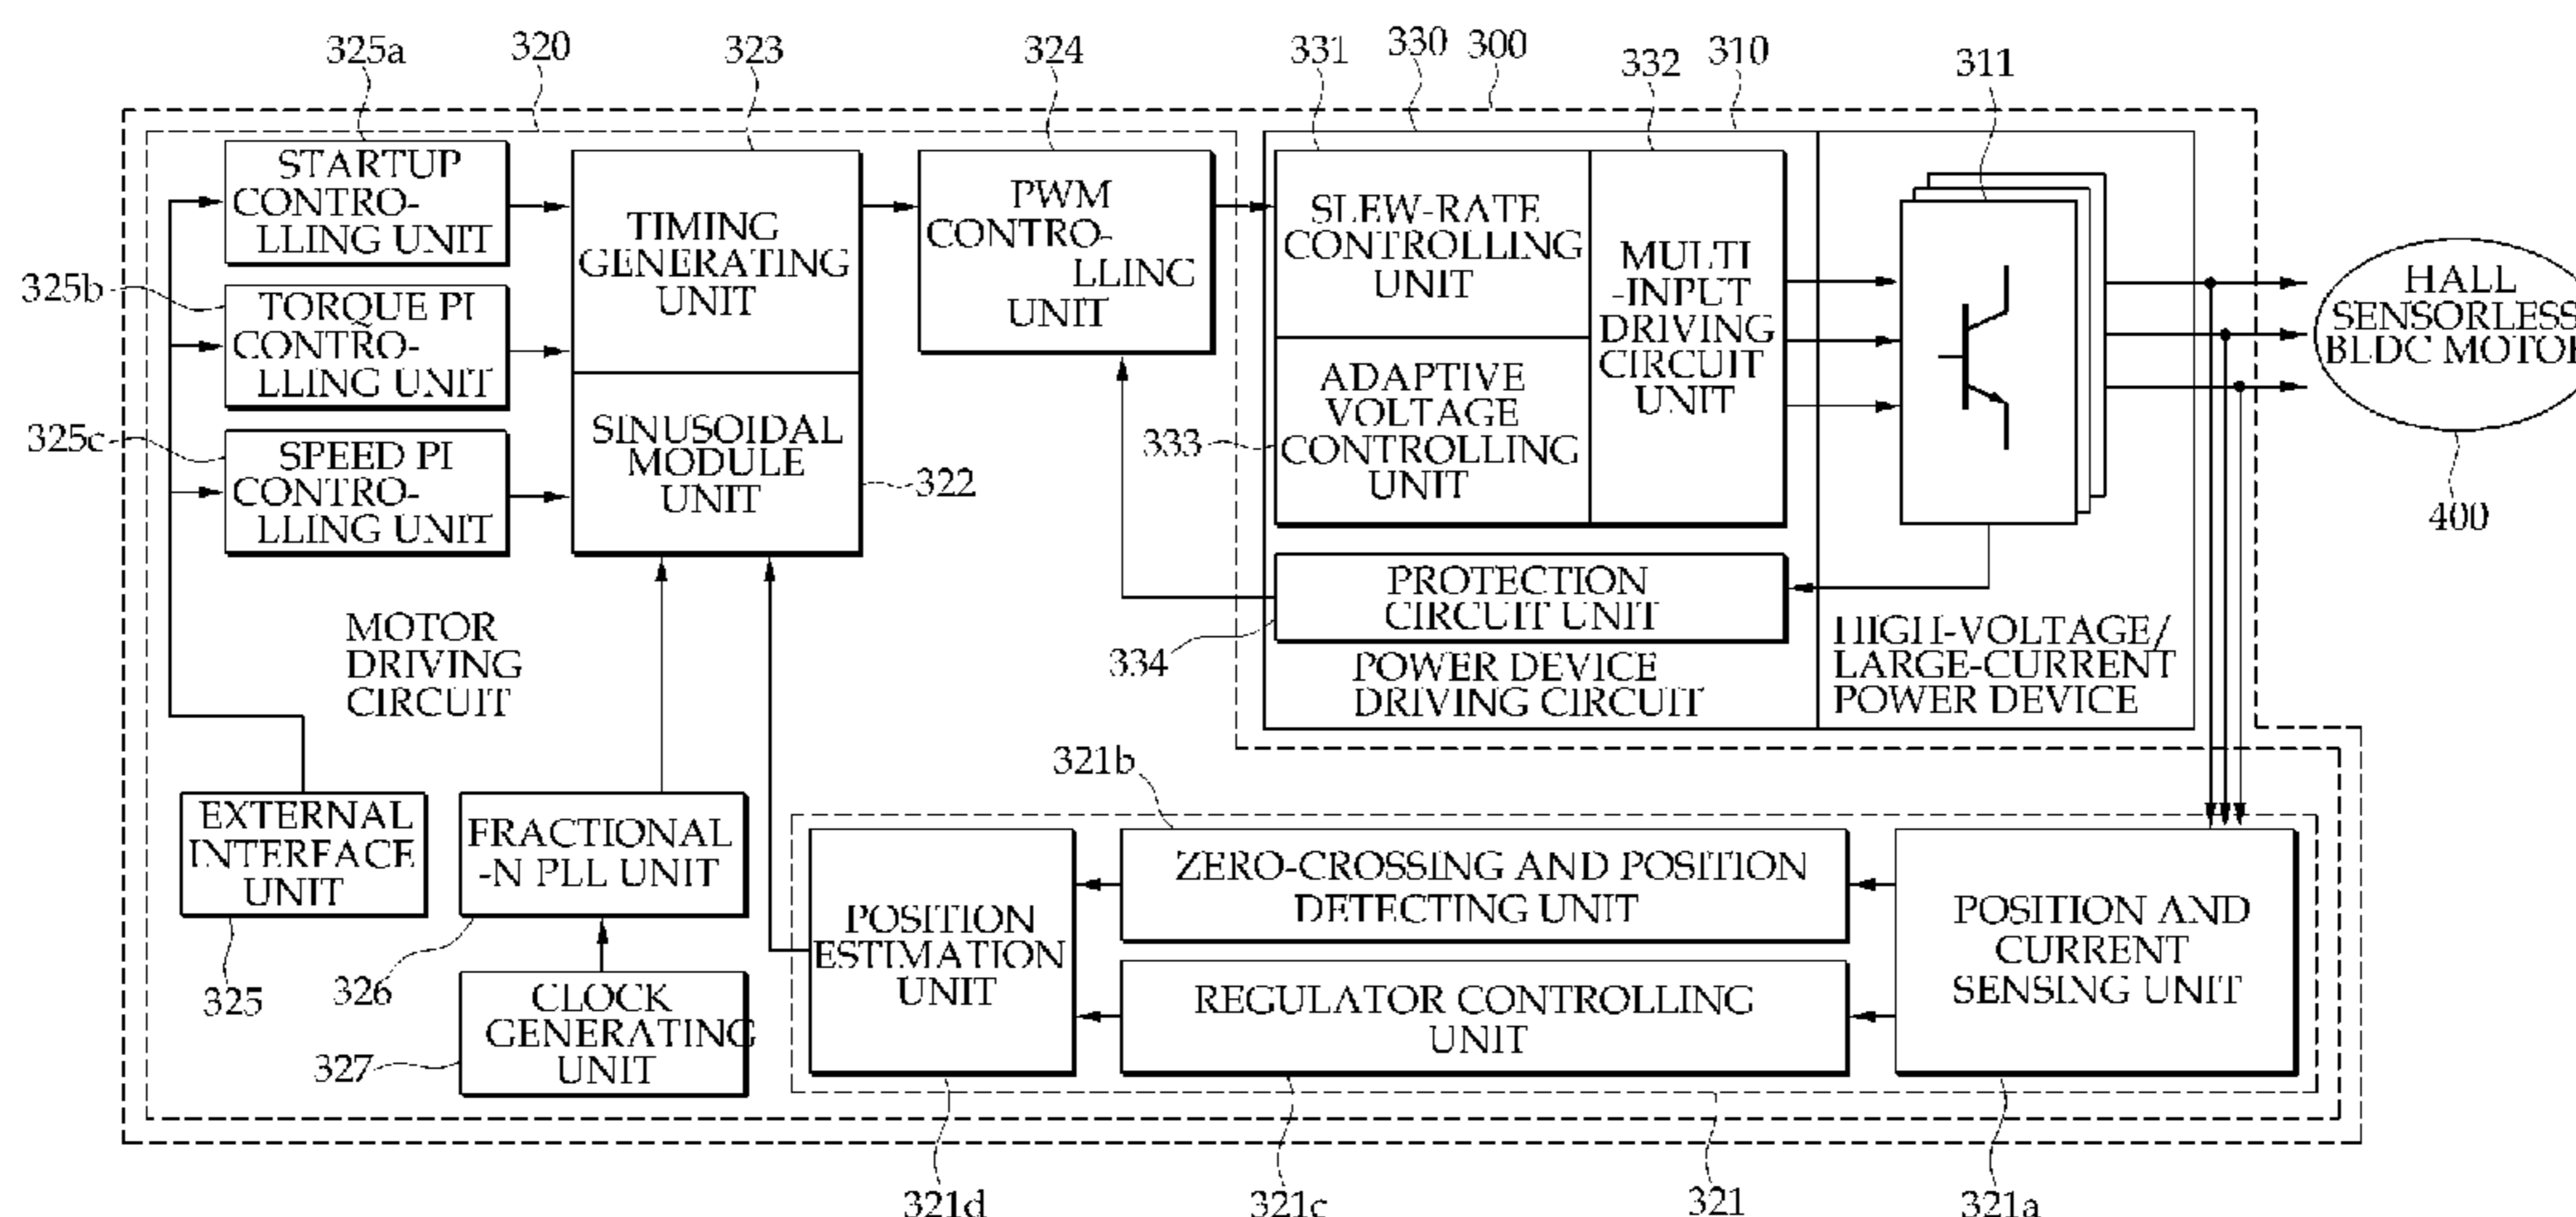 325a
320
323
324
331
330
300
332
310
311
STARTUP
CONTRO-
LLING UNIT
325b
TORQUE PI
CONTRO-
LLING UNIT
325c
SPEED PI
CONTRO-
LLING UNIT
TIMING
GENERATING
UNIT
SINUSOIDAL
MODULE
UNIT
322
PWM
CONTRO-
LLING
UNIT
SLEW-RATE
CONTROLLING
UNIT
ADAPTIVE
VOLTAGE
CONTROLLING
UNIT
333
MULTI
-INPUT
DRIVING
CIRCUIT
UNIT
HALL
SENSORLESS
BLDC MOTOR
400
PROTECTION
CIRCUIT UNIT
334
POWER DEVICE
DRIVING CIRCUIT
HIGH-VOLTAGE/
LARGE-CURRENT
POWER DEVICE
MOTOR
DRIVING
CIRCUIT
321b
EXTERNAL
INTERFACE
UNIT
325
FRACTIONAL
-N PLL UNIT
326
CLOCK
GENERATING
UNIT
327
POSITION
ESTIMATION
UNIT
ZERO-CROSSING AND POSITION
DETECTING UNIT
REGULATOR CONTROLLING
UNIT
POSITION AND
CURRENT
SENSING UNIT
321d
321c
321
321a